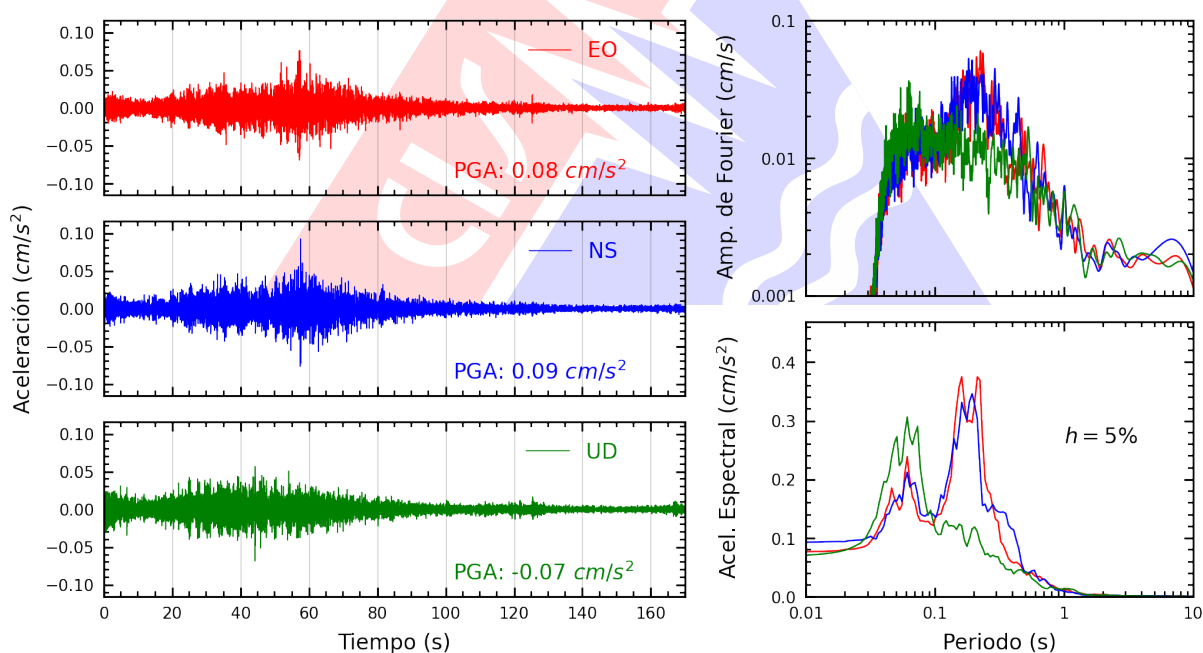 Aceleración (cm/s²)
0.10
0.05
0.00
−0.05
−0.10
EO
PGA: 0.08 cm/s²
0.10
0.05
0.00
−0.05
−0.10
NS
PGA: 0.09 cm/s²
0.10
0.05
0.00
−0.05
−0.10
UD
PGA: -0.07 cm/s²
0 20 40 60 80 100 120 140 160
Tiempo (s)
Amp. de Fourier (cm/s)
0.1
0.01
0.001
Acel. Espectral (cm/s²)
0.4
0.3
0.2
0.1
0.0
h = 5%
0.01 0.1 1 10
Periodo (s)